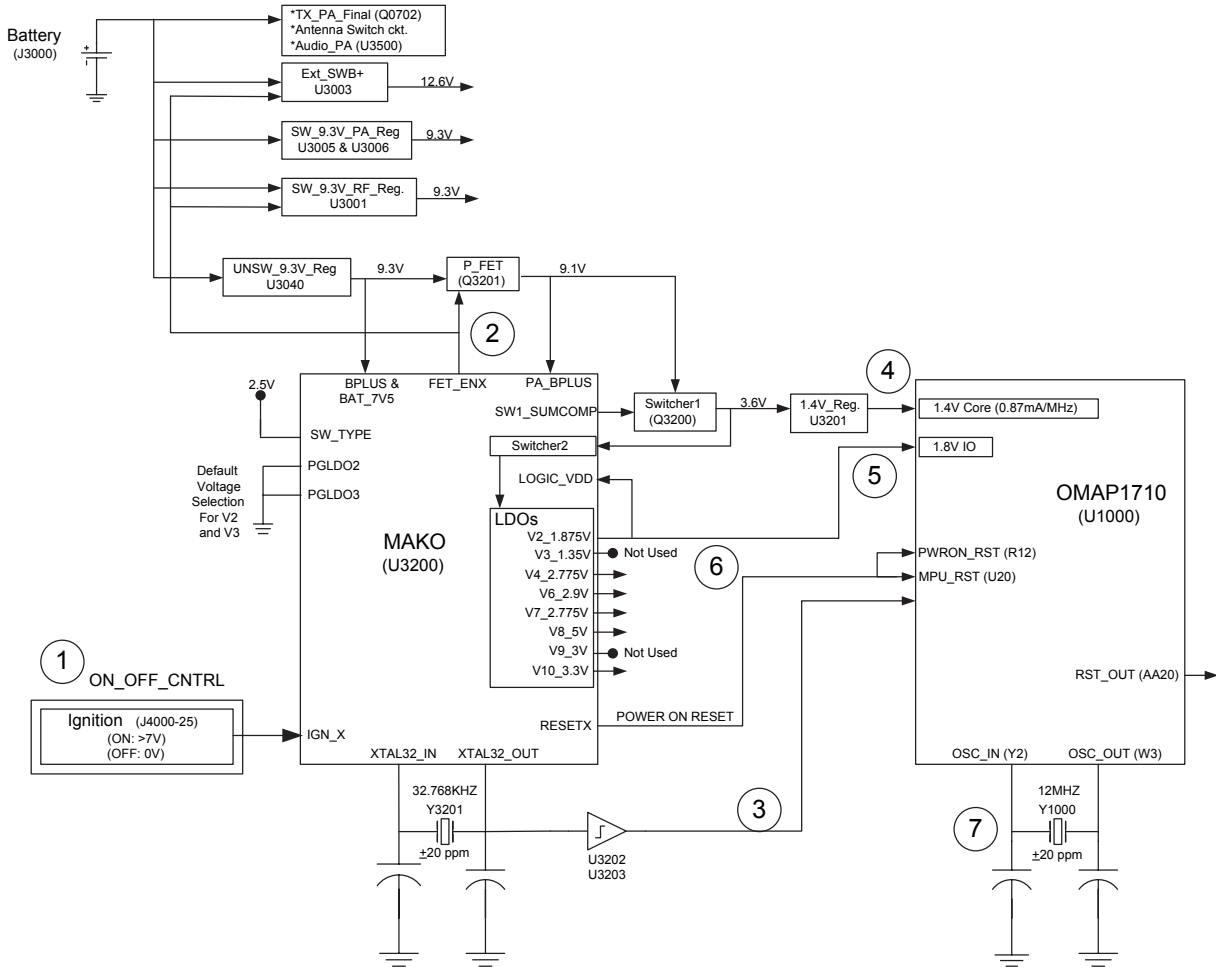 *TX_PA_Final (Q0702)
*Antenna Switch ckt.
*Audio_PA (U3500)
Battery
(J3000)
+
-
Ext_SWB+
U3003
12.6V
SW_9.3V_PA_Reg
U3005 & U3006
9.3V
SW_9.3V_RF_Reg.
U3001
9.3V
UNSW_9.3V_Reg
U3040
9.3V
P_FET
(Q3201)
9.1V
2
2.5V
BPLUS &
BAT_7V5
FET_ENX
PA_BPLUS
SW_TYPE
SW1_SUMCOMP
Switcher1
(Q3200)
3.6V
1.4V_Reg.
U3201
4
1.4V Core (0.87mA/MHz)
Switcher2
1.8V IO
5
PGLDO2
PGLDO3
Default
Voltage
Selection
For V2
and V3
LOGIC_VDD
OMAP1710
(U1000)
MAKO
(U3200)
LDOs
V2_1.875V
V3_1.35V
Not Used
V4_2.775V
V6_2.9V
V7_2.775V
V8_5V
V9_3V
Not Used
V10_3.3V
6
PWRON_RST (R12)
MPU_RST (U20)
1
ON_OFF_CNTRL
Ignition (J4000-25)
(ON: >7V)
(OFF: 0V)
IGN_X
RESETX
POWER ON RESET
RST_OUT (AA20)
XTAL32_IN
XTAL32_OUT
OSC_IN (Y2)
OSC_OUT (W3)
32.768KHZ
Y3201
±20 ppm
U3202
U3203
3
7
12MHZ
Y1000
±20 ppm